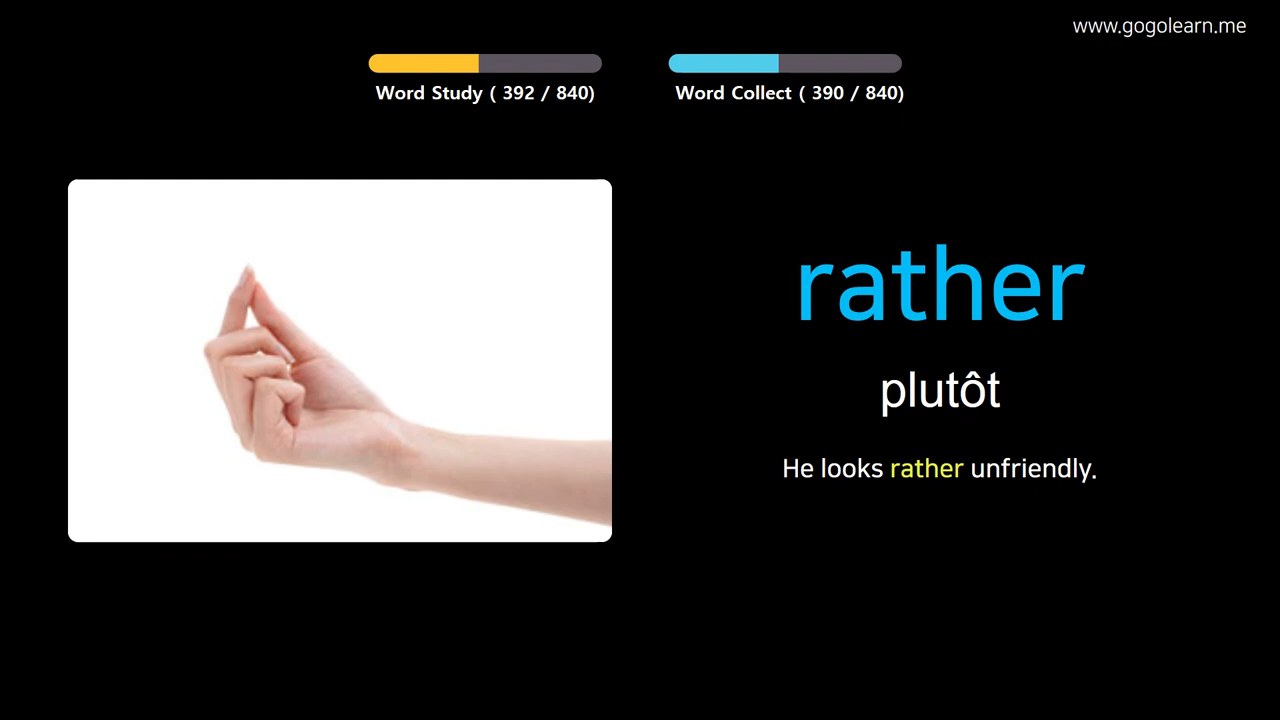 www.gogolearn.me
Word Study ( 392 / 840)
Word Collect ( 390 / 840)
rather
plutôt
He looks rather unfriendly.